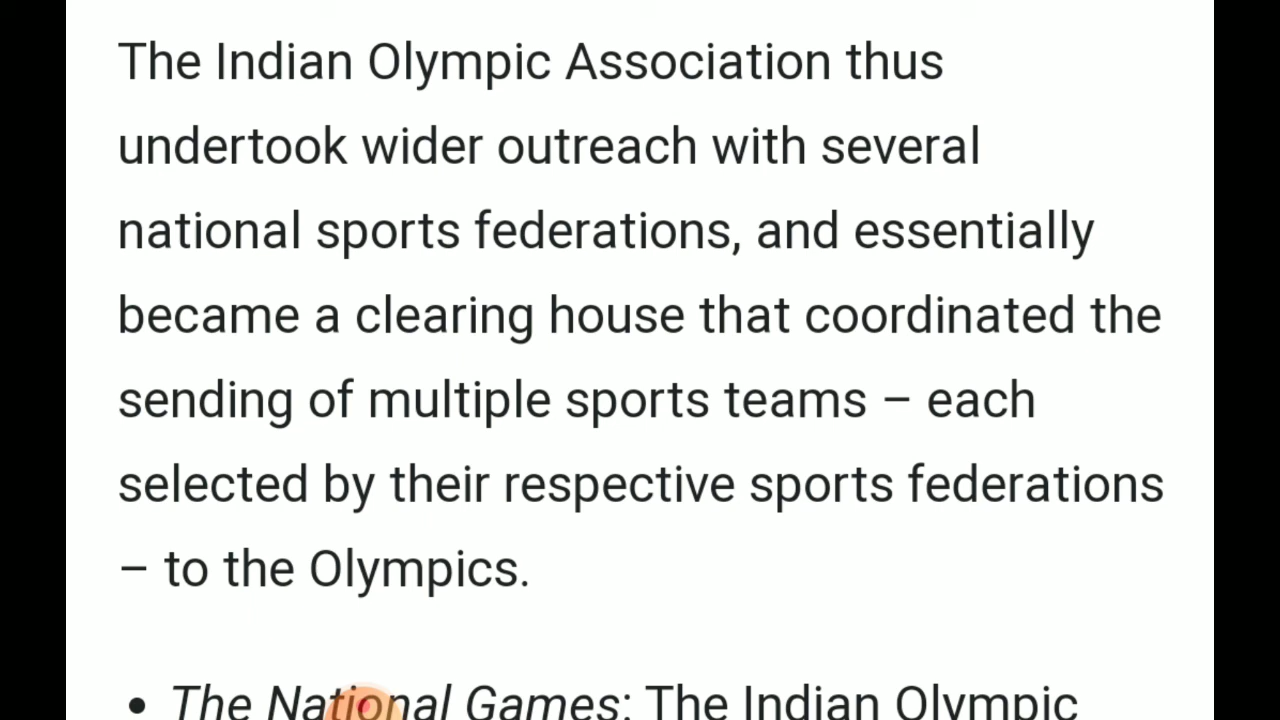 The Indian Olympic Association thus
undertook wider outreach with several
national sports federations, and essentially
became a clearing house that coordinated the
sending of multiple sports teams – each
selected by their respective sports federations
– to the Olympics.
• The National Games: The Indian Olympic